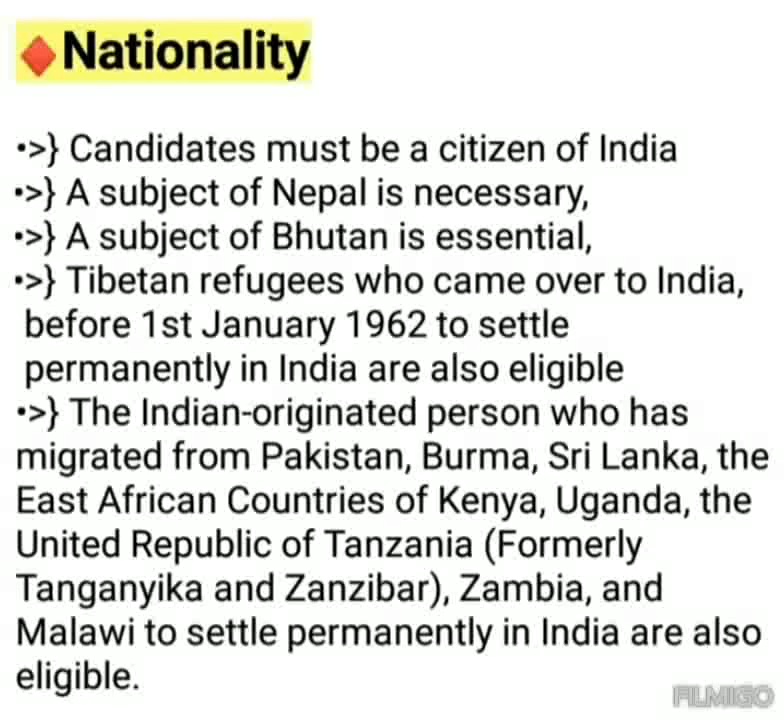 ♦Nationality
•>} Candidates must be a citizen of India
•>} A subject of Nepal is necessary,
•>} A subject of Bhutan is essential,
•>} Tibetan refugees who came over to India,
before 1st January 1962 to settle
permanently in India are also eligible
•>} The Indian-originated person who has
migrated from Pakistan, Burma, Sri Lanka, the
East African Countries of Kenya, Uganda, the
United Republic of Tanzania (Formerly
Tanganyika and Zanzibar), Zambia, and
Malawi to settle permanently in India are also
eligible.
FILMIGO